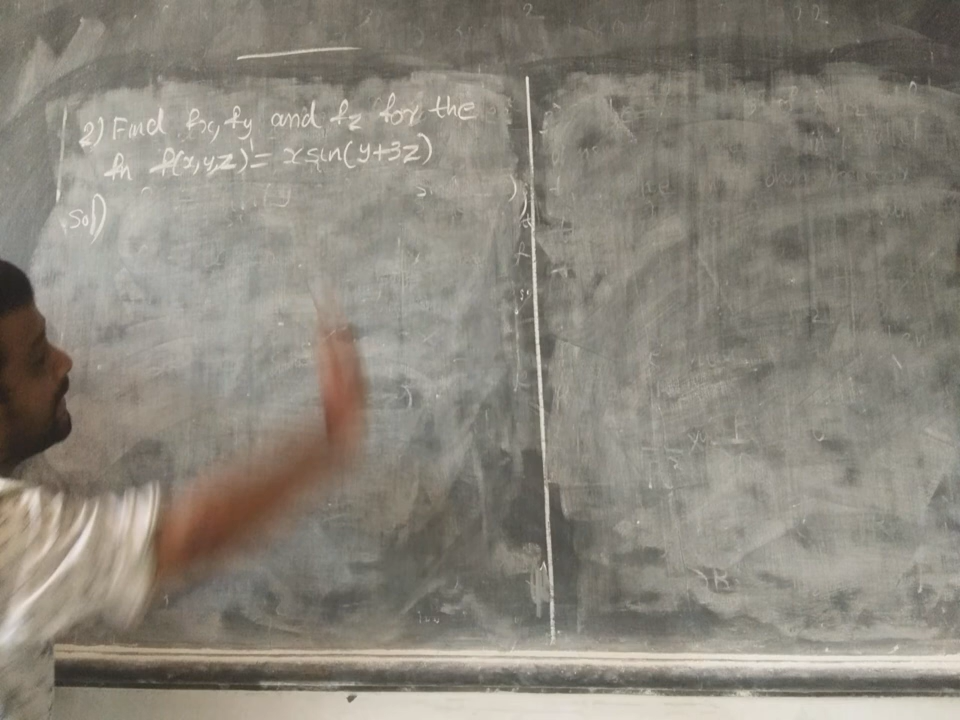 2) Find fx, fy and fz for the
fn f(x,y,z) = x sin(y+3z)
Sol)